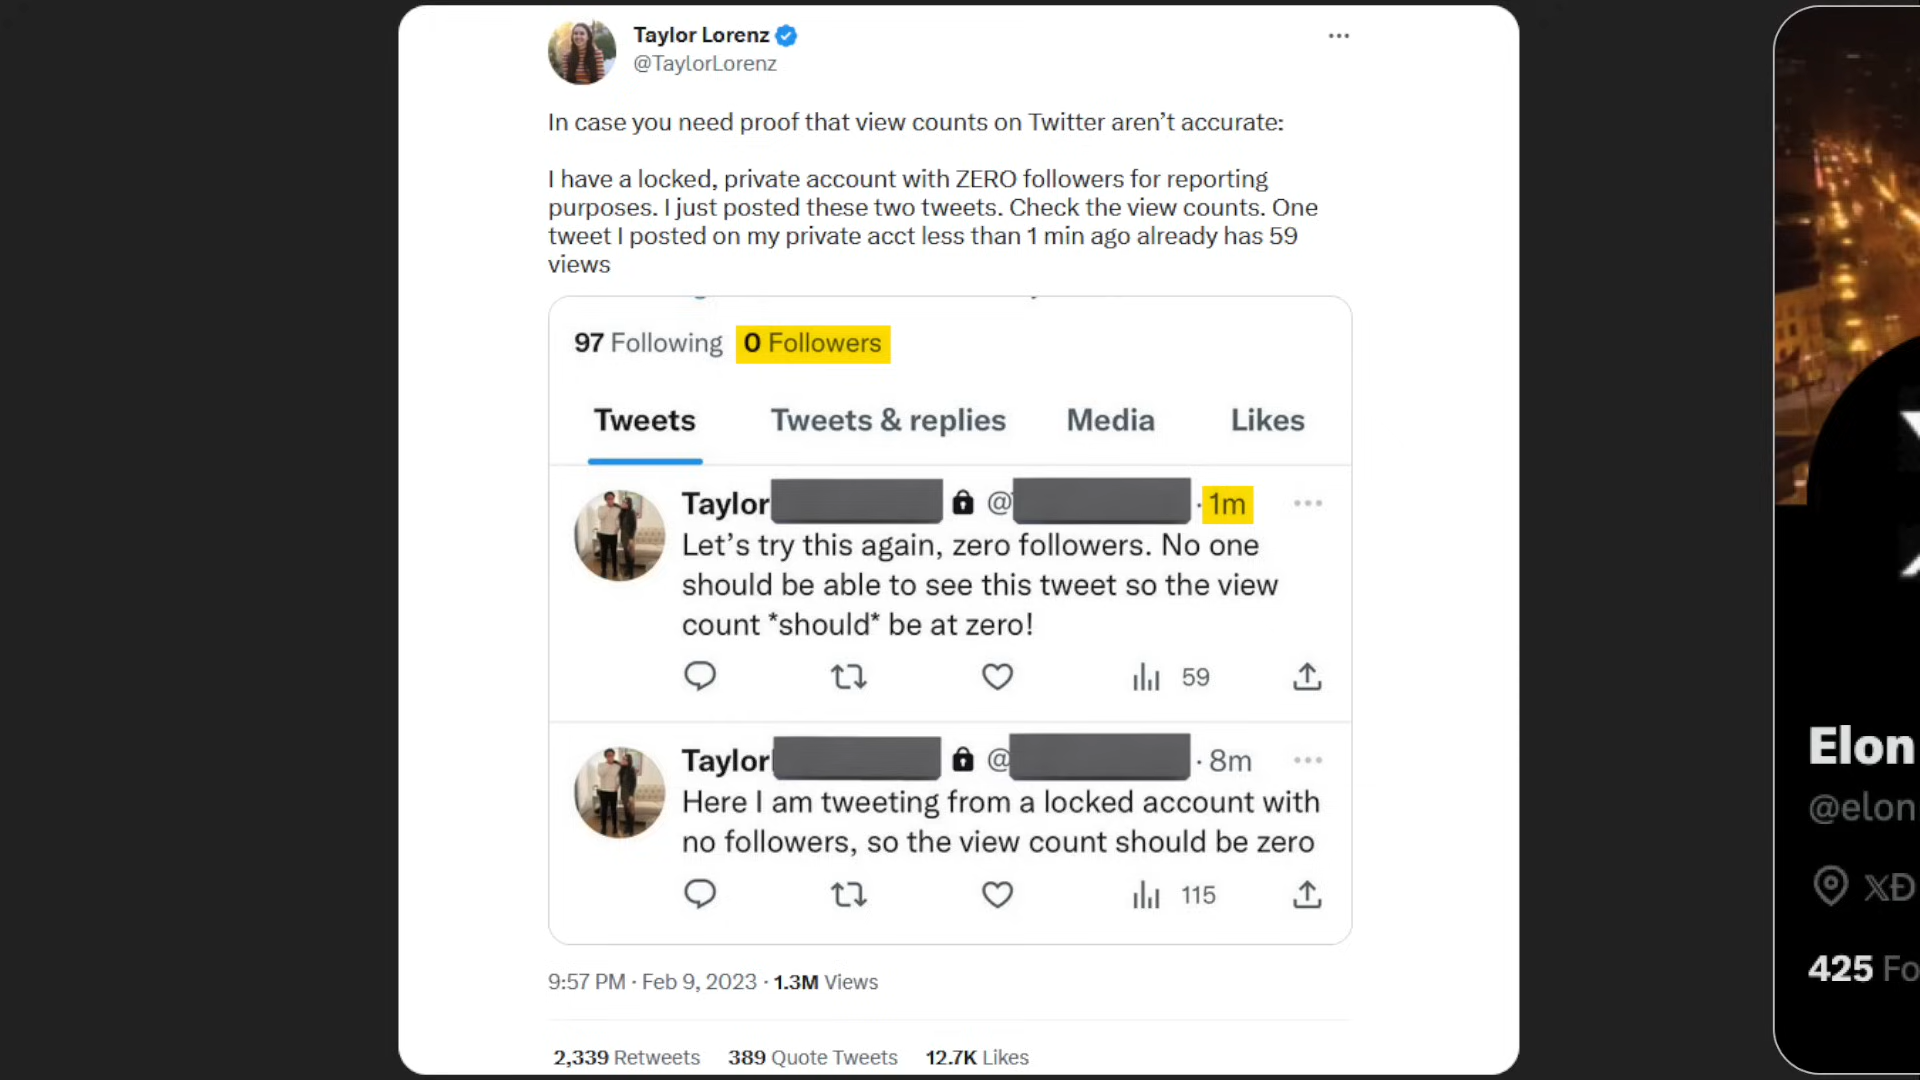 Taylor Lorenz
@TaylorLorenz
In case you need proof that view counts on Twitter aren’t accurate:
I have a locked, private account with ZERO followers for reporting
purposes. I just posted these two tweets. Check the view counts. One
tweet I posted on my private acct less than 1 min ago already has 59
views
97 Following 0 Followers
Tweets Tweets & replies Media Likes
Taylor @ · 1m
Let’s try this again, zero followers. No one
should be able to see this tweet so the view
count *should* be at zero!
59
Taylor @ · 8m
Here I am tweeting from a locked account with
no followers, so the view count should be zero
115
9:57 PM · Feb 9, 2023 · 1.3M Views
2,339 Retweets 389 Quote Tweets 12.7K Likes
Elon
@elon
𝕏Ð
425 Fo